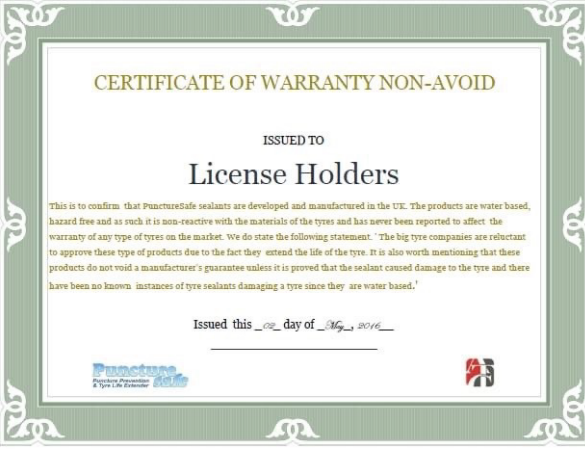 CERTIFICATE OF WARRANTY NON-AVOID
ISSUED TO
License Holders
This is to confirm that PunctureSafe sealants are developed and manufactured in the UK. The products are water based,
hazard free and as such it is non-reactive with the materials of the tyres and has never been reported to affect the
warranty of any type of tyres on the market. We do state the following statement. ' The big tyre companies are reluctant
to approve these type of products due to the fact they extend the life of the tyre. It is also worth mentioning that these
products do not void a manufacturer's guarantee unless it is proved that the sealant caused damage to the tyre and there
have been no known instances of tyre sealants damaging a tyre since they are water based.'
Issued this _02_ day of _May_, 2016__
Puncture
Safe
Puncture Prevention
& Tyre Life Extender